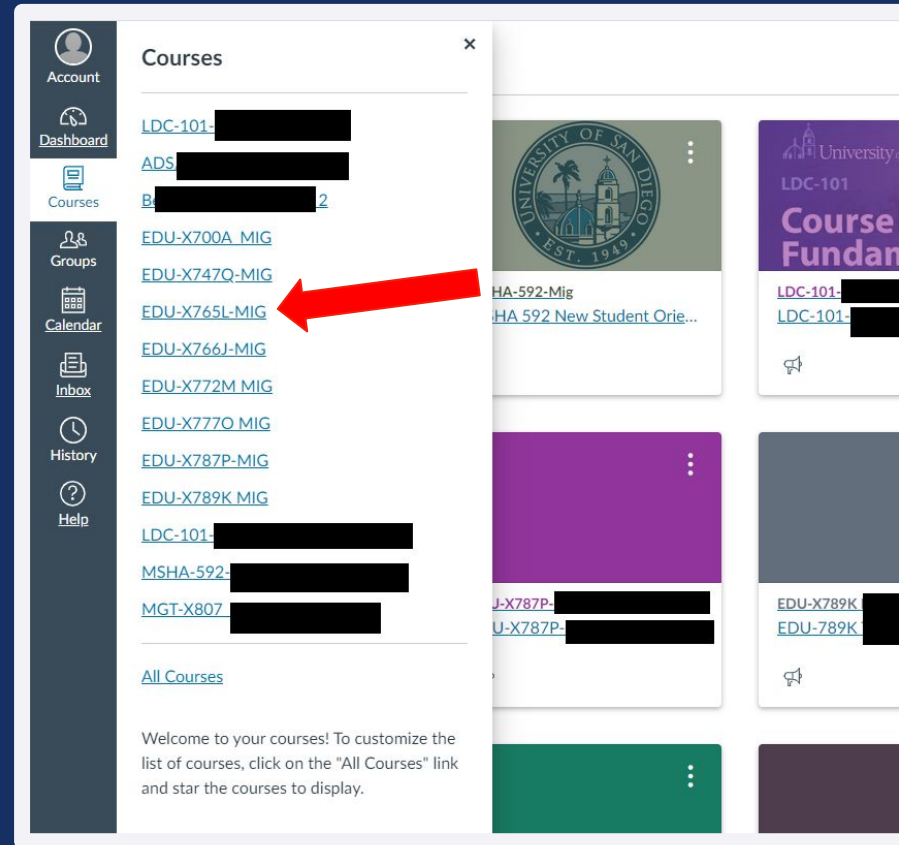 Account
Dashboard
Courses
Groups
Calendar
Inbox
History
Help
Courses
×
LDC-101-
ADS
Be 2
EDU-X700A MIG
EDU-X747Q-MIG
EDU-X765L-MIG
EDU-X766J-MIG
EDU-X772M MIG
EDU-X777O MIG
EDU-X787P-MIG
EDU-X789K MIG
LDC-101-
MSHA-592-
MGT-X807
All Courses
Welcome to your courses! To customize the
list of courses, click on the "All Courses" link
and star the courses to display.
UNIVERSITY OF SAN DIEGO
EST. 1949
HA-592-Mig
HA 592 New Student Orie...
University
LDC-101
Course
Fundan
LDC-101-
LDC-101-
J-X787P-
U-X787P-
EDU-X789K
EDU-789K